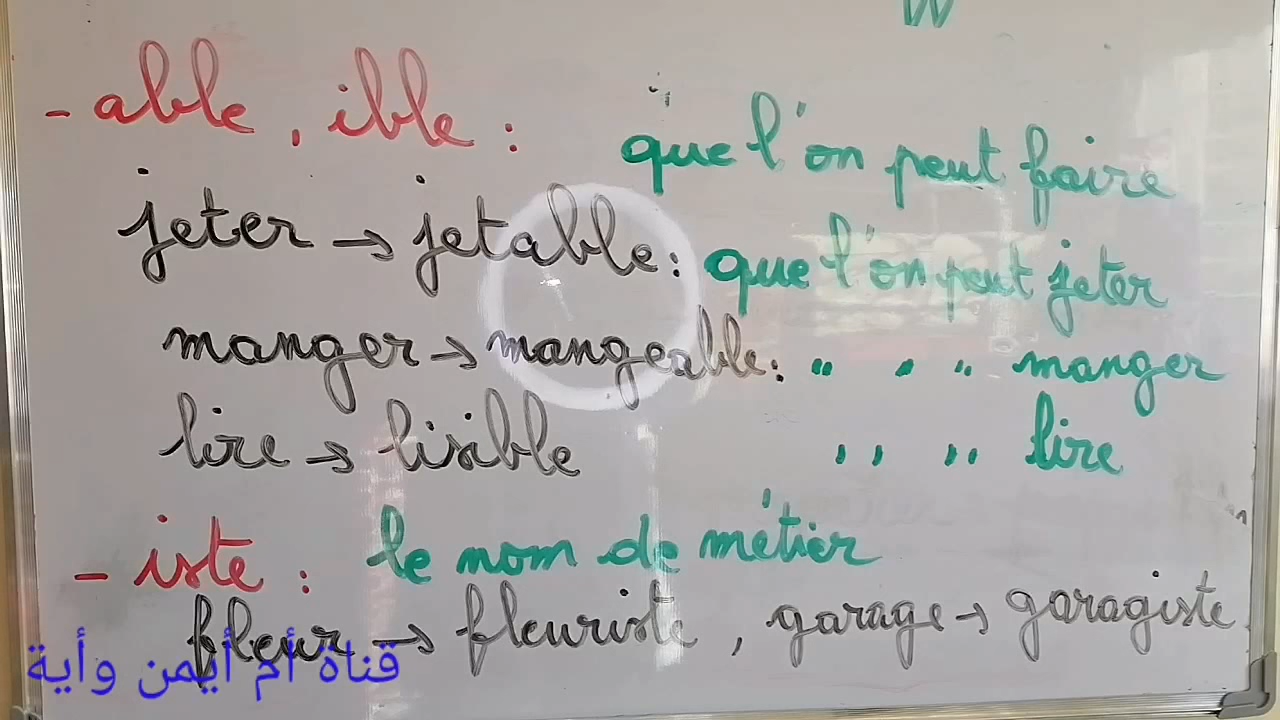 - able, ible : que l'on peut faire
jeter → jetable : que l'on peut jeter
manger → mangeable : " " " manger
lire → lisible " " lire
- iste : le nom de métier
fleur → fleuriste, garage → garagiste
قناة أم أيمن وأية